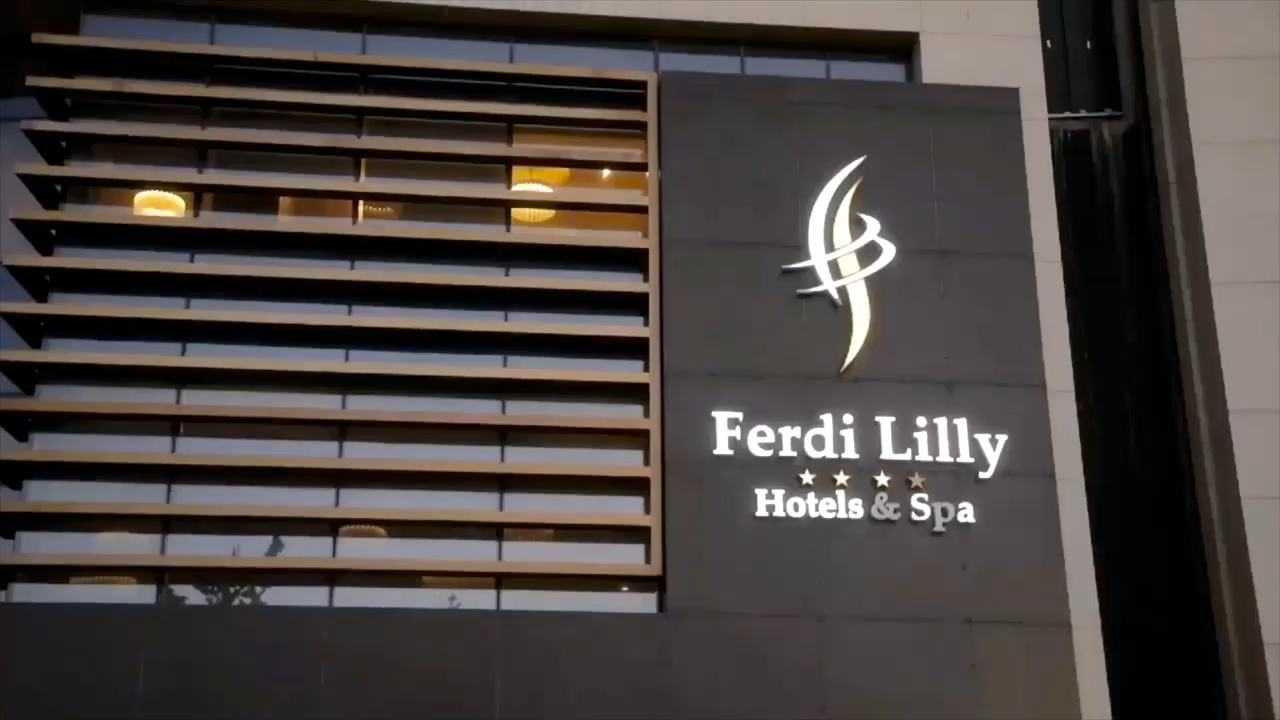 Ferdi Lilly
★ ★ ★ ★
Hotels & Spa